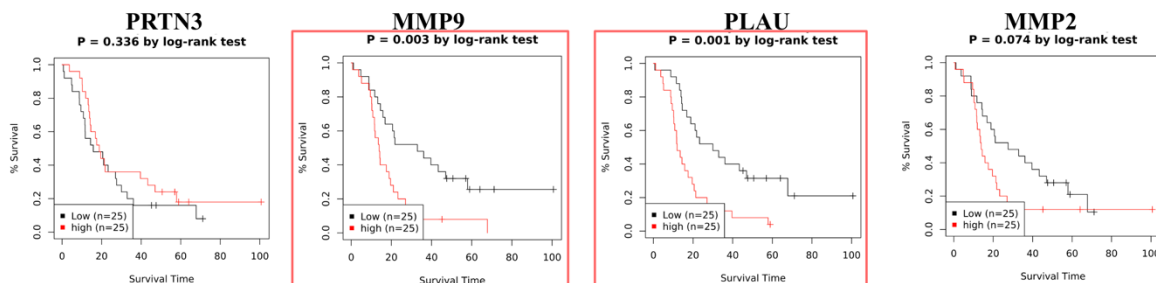 PRTN3
P = 0.336 by log-rank test
% Survival
1.0
0.8
0.6
0.4
0.2
0.0
Low (n=25)
high (n=25)
0 20 40 60 80 100
Survival Time
MMP9
P = 0.003 by log-rank test
% Survival
1.0
0.8
0.6
0.4
0.2
0.0
Low (n=25)
high (n=25)
0 20 40 60 80 100
Survival Time
PLAU
P = 0.001 by log-rank test
% Survival
1.0
0.8
0.6
0.4
0.2
0.0
Low (n=25)
high (n=25)
0 20 40 60 80 100
Survival Time
MMP2
P = 0.074 by log-rank test
% Survival
1.0
0.8
0.6
0.4
0.2
0.0
Low (n=25)
high (n=25)
0 20 40 60 80 100
Survival Time